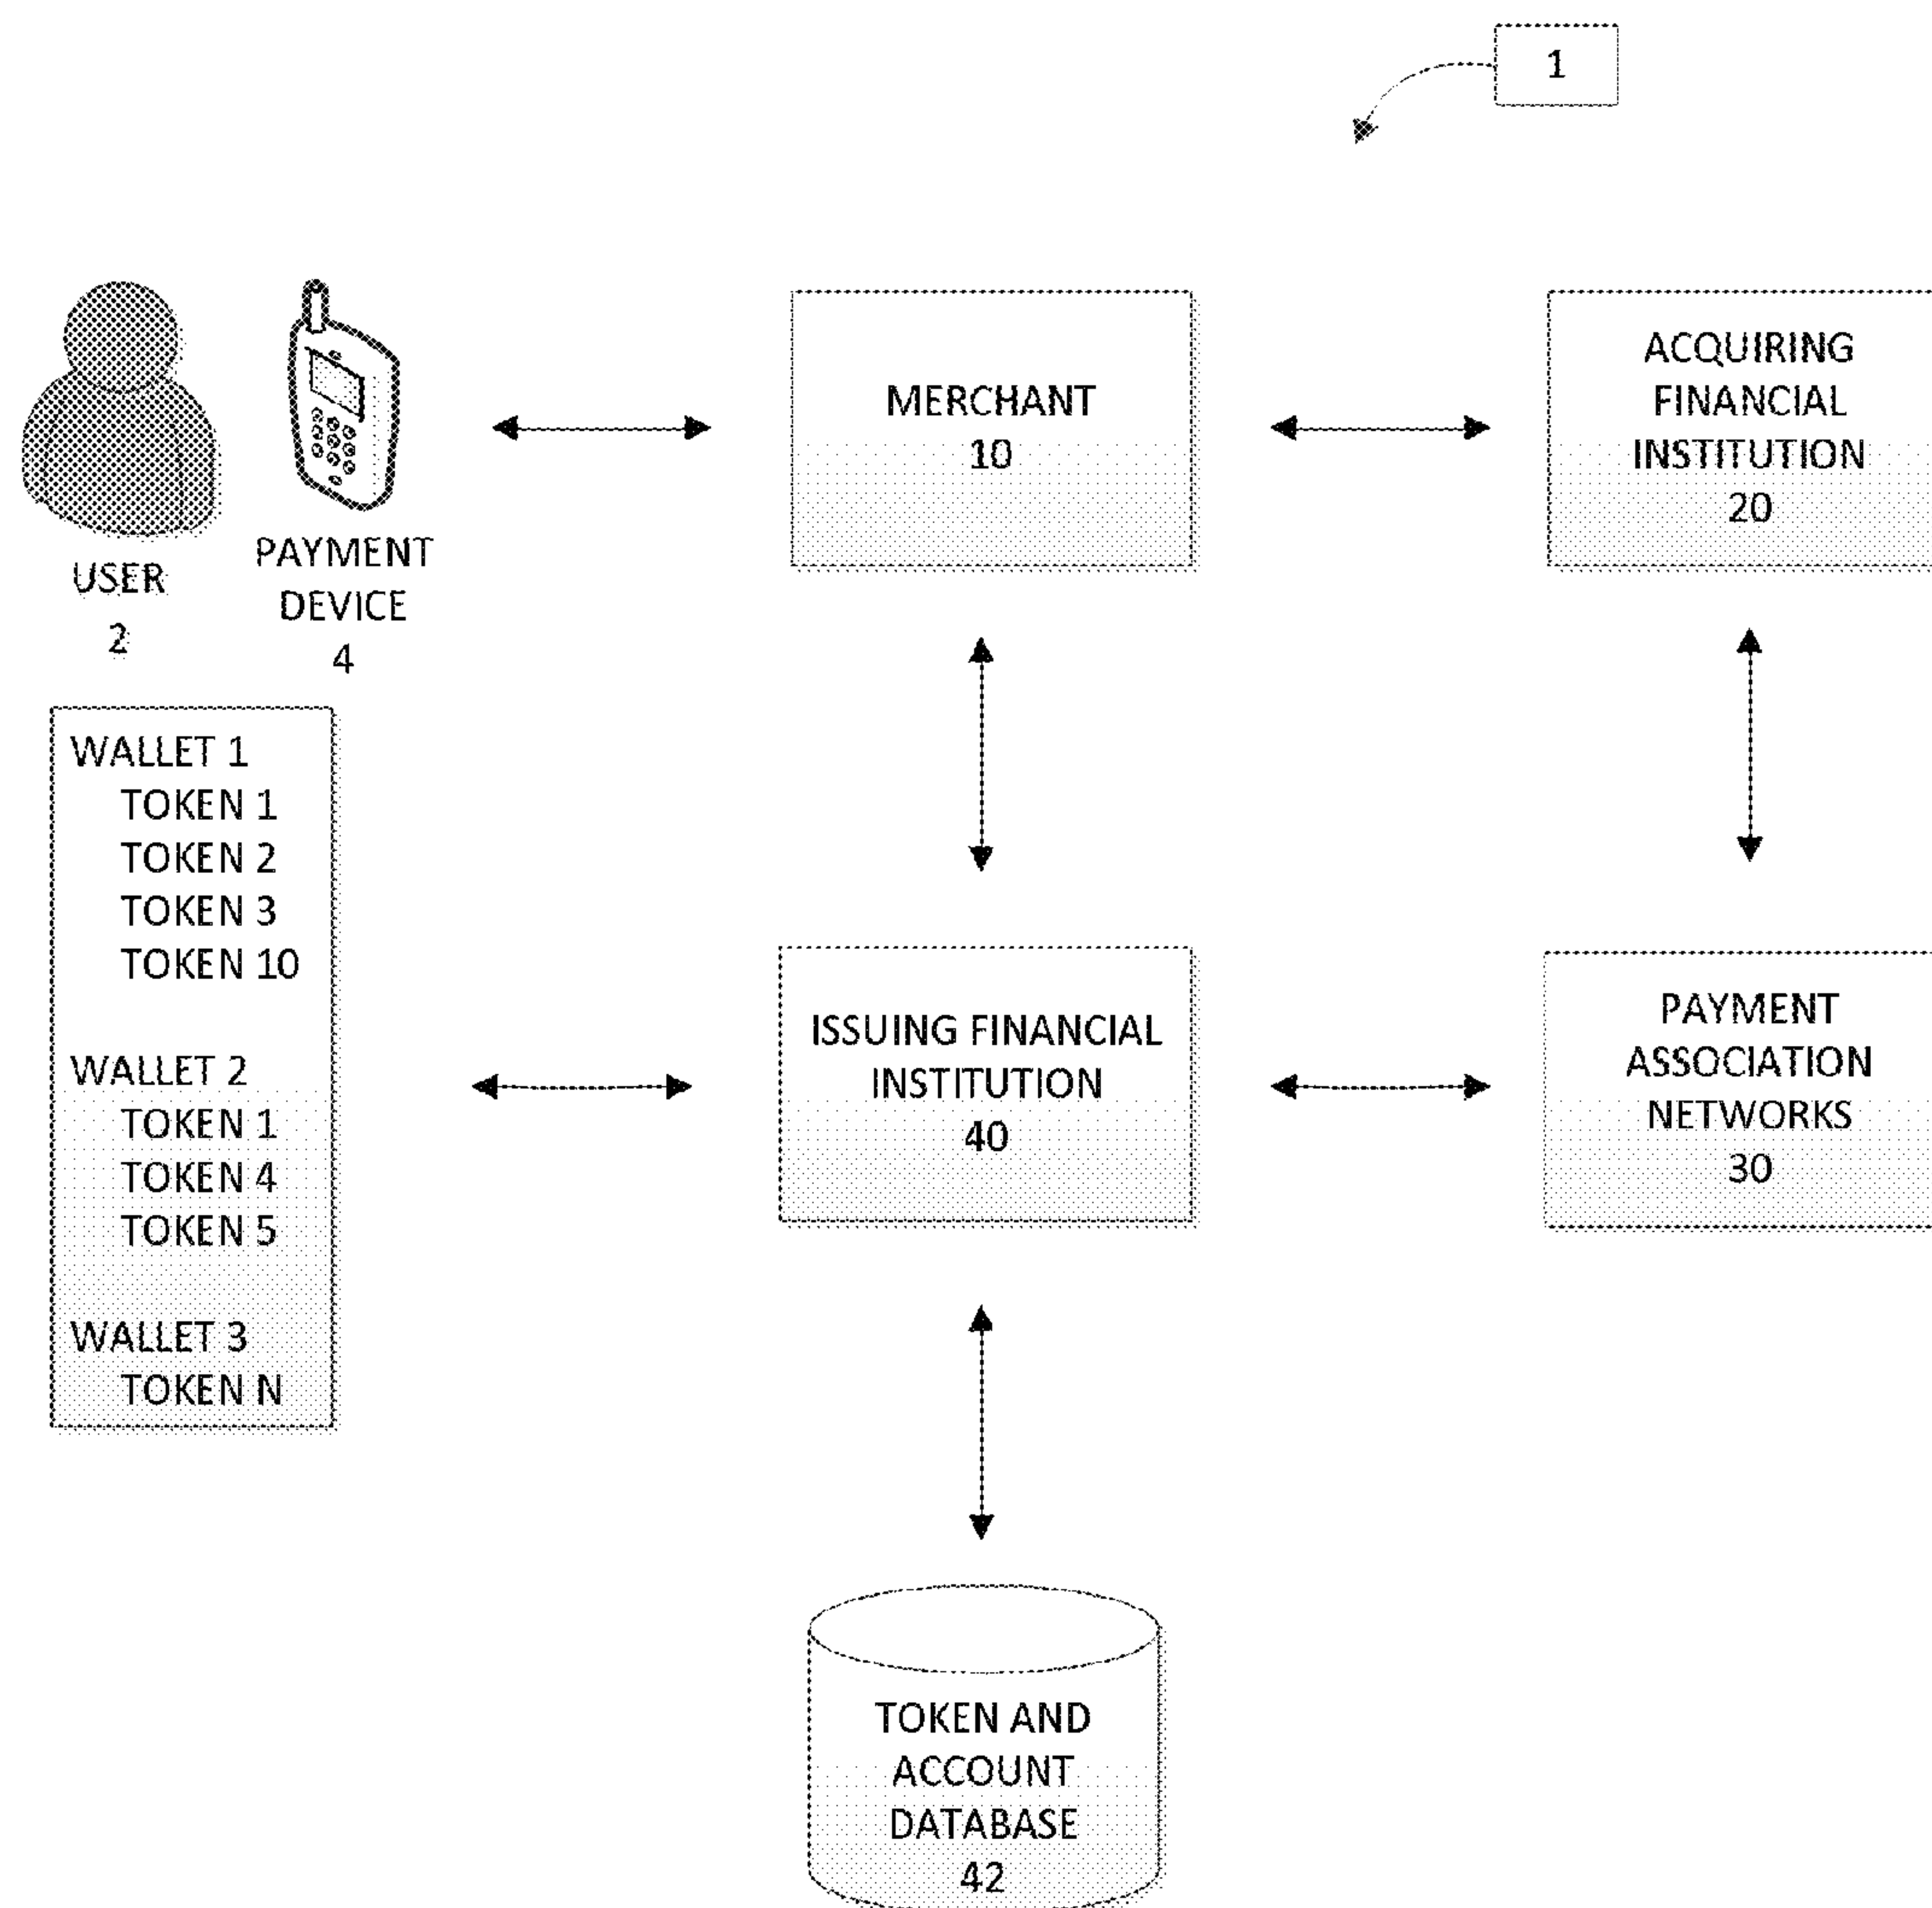 1
USER
2
PAYMENT
DEVICE
4
MERCHANT
10
ACQUIRING
FINANCIAL
INSTITUTION
20
WALLET 1
TOKEN 1
TOKEN 2
TOKEN 3
TOKEN 10
WALLET 2
TOKEN 1
TOKEN 4
TOKEN 5
WALLET 3
TOKEN N
ISSUING FINANCIAL
INSTITUTION
40
PAYMENT
ASSOCIATION
NETWORKS
30
TOKEN AND
ACCOUNT
DATABASE
42